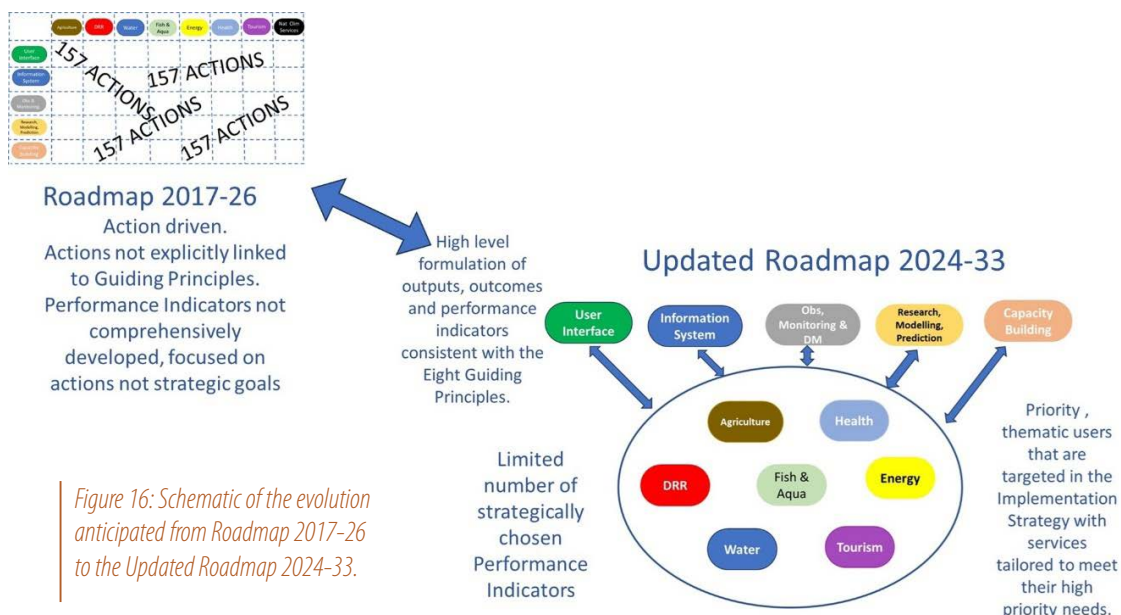 Agriculture
DRR
Water
Fish &
Aqua
Energy
Health
Tourism
Nat Clim
Services
User
Interface
Information
System
Obs &
Monitoring
Research,
Modelling,
Prediction
Capacity
Building
157 ACTIONS
157 ACTIONS
157 ACTIONS
157 ACTIONS
Roadmap 2017-26
Action driven.
Actions not explicitly linked
to Guiding Principles.
Performance Indicators not
comprehensively
developed, focused on
actions not strategic goals
High level
formulation of
outputs, outcomes
and performance
indicators
consistent with the
Eight Guiding
Principles.
Updated Roadmap 2024-33
User
Interface
Information
System
Obs,
Monitoring &
DM
Research,
Modelling,
Prediction
Capacity
Building
Agriculture
Health
DRR
Fish &
Aqua
Energy
Water
Tourism
Limited
number of
strategically
chosen
Performance
Indicators
Priority ,
thematic users
that are
targeted in the
Implementation
Strategy with
services
tailored to meet
their high
priority needs.
Figure 16: Schematic of the evolution
anticipated from Roadmap 2017-26
to the Updated Roadmap 2024-33.